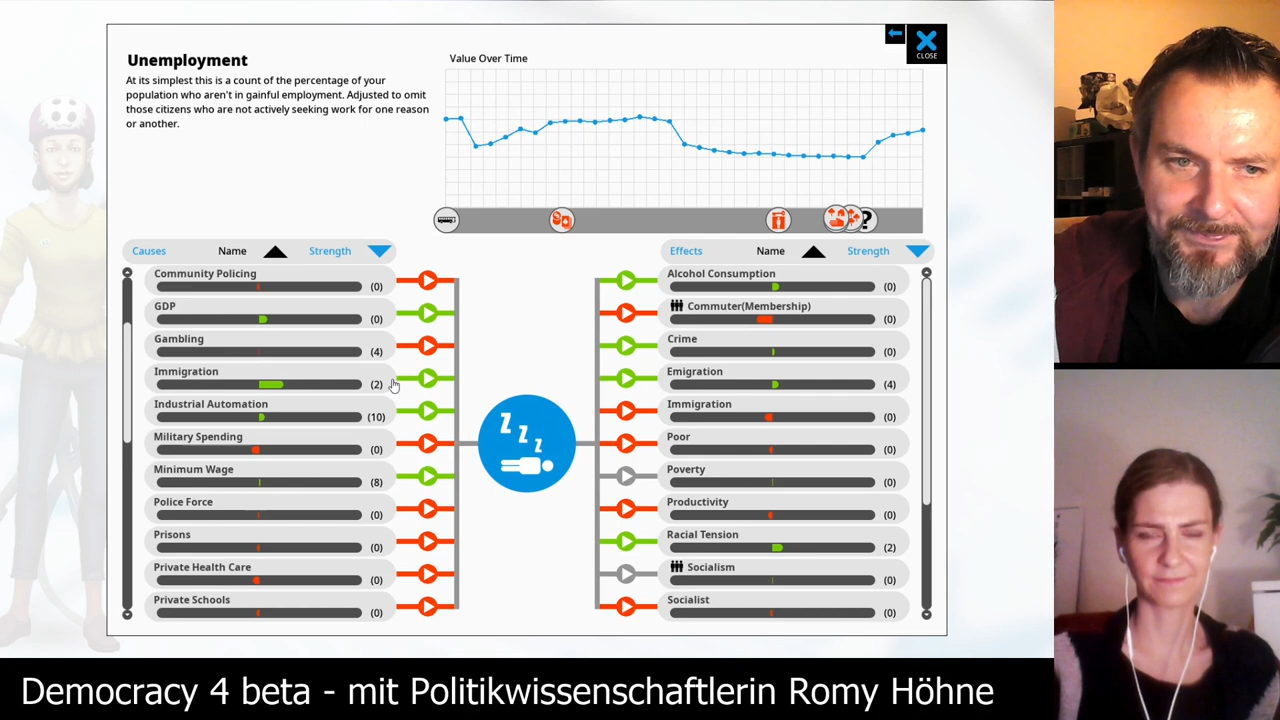 CLOSE
Unemployment
Value Over Time
At its simplest this is a count of the percentage of your
population who aren't in gainful employment. Adjusted to omit
those citizens who are not actively seeking work for one reason
or another.
?
Causes Name Strength
Effects Name Strength
Community Policing
(0)
GDP
(0)
Gambling
(4)
Immigration
(2)
Industrial Automation
(10)
Military Spending
(0)
Minimum Wage
(8)
Police Force
(0)
Prisons
(0)
Private Health Care
(0)
Private Schools
(0)
Z
Z
Z
Alcohol Consumption
(0)
Commuter(Membership)
(0)
Crime
(0)
Emigration
(4)
Immigration
(0)
Poor
(0)
Poverty
(0)
Productivity
(0)
Racial Tension
(2)
Socialism
(0)
Socialist
(0)
Democracy 4 beta - mit Politikwissenschaftlerin Romy Höhne